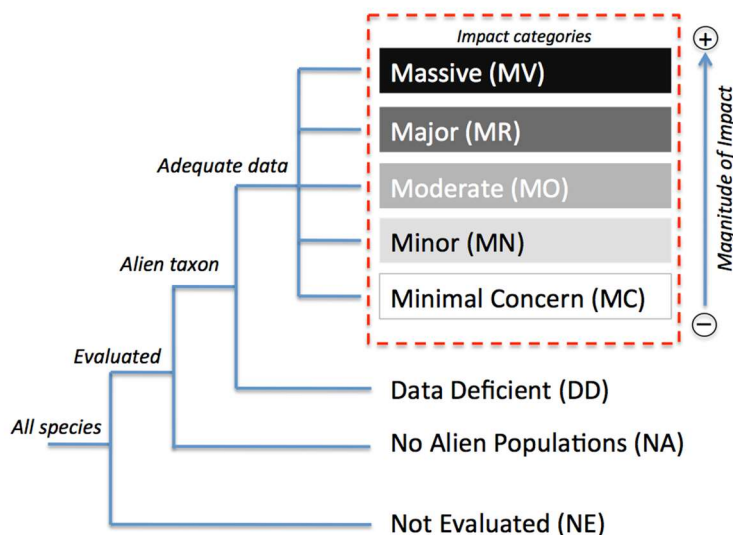 Impact categories
Massive (MV)
Major (MR)
Adequate data
Moderate (MO)
Minor (MN)
Alien taxon
Minimal Concern (MC)
Magnitude of Impact
+
−
Evaluated
Data Deficient (DD)
All species
No Alien Populations (NA)
Not Evaluated (NE)